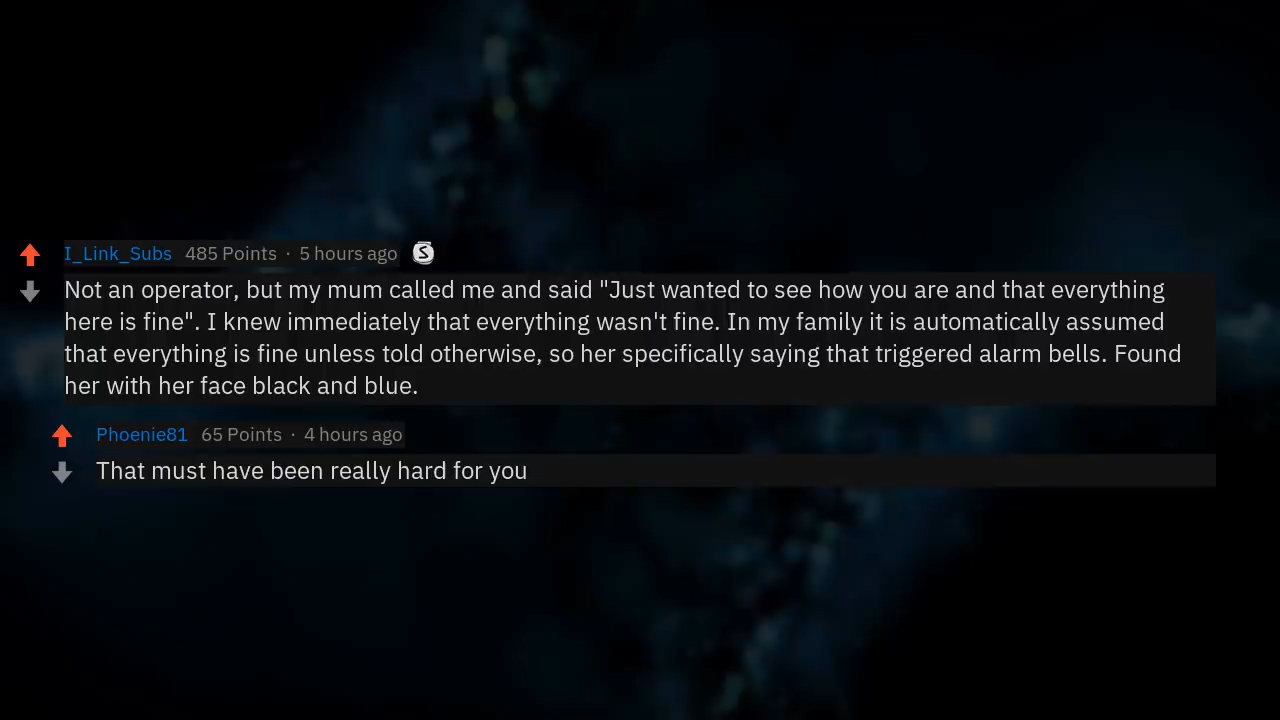 I_Link_Subs 485 Points · 5 hours ago S
Not an operator, but my mum called me and said "Just wanted to see how you are and that everything
here is fine". I knew immediately that everything wasn't fine. In my family it is automatically assumed
that everything is fine unless told otherwise, so her specifically saying that triggered alarm bells. Found
her with her face black and blue.
Phoenie81 65 Points · 4 hours ago
That must have been really hard for you